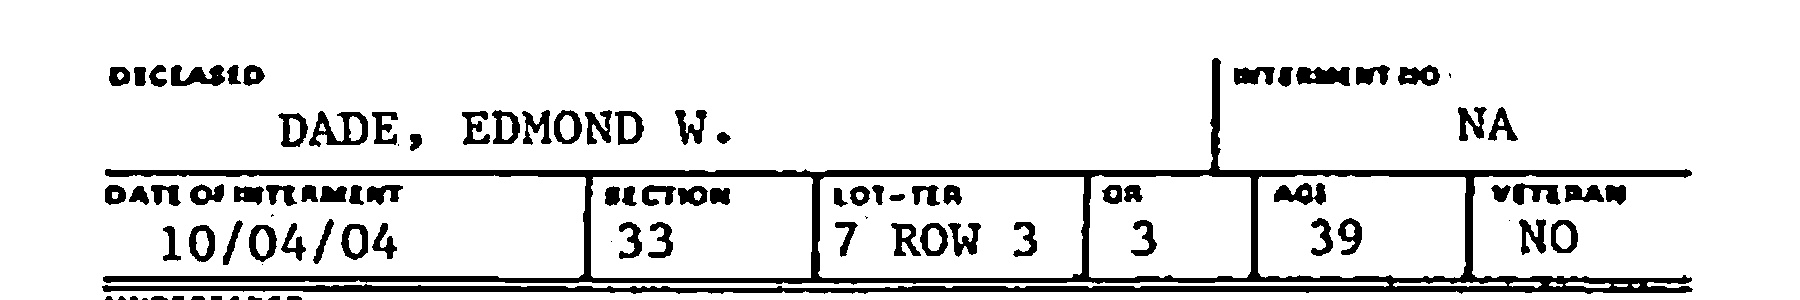 DECEASED INTERMENT NO
DADE, EDMOND W. NA
DATE OF INTERMENT SECTION LOT-TER GR AGE VETERAN
10/04/04 33 7 ROW 3 3 39 NO
UNDERTAKER